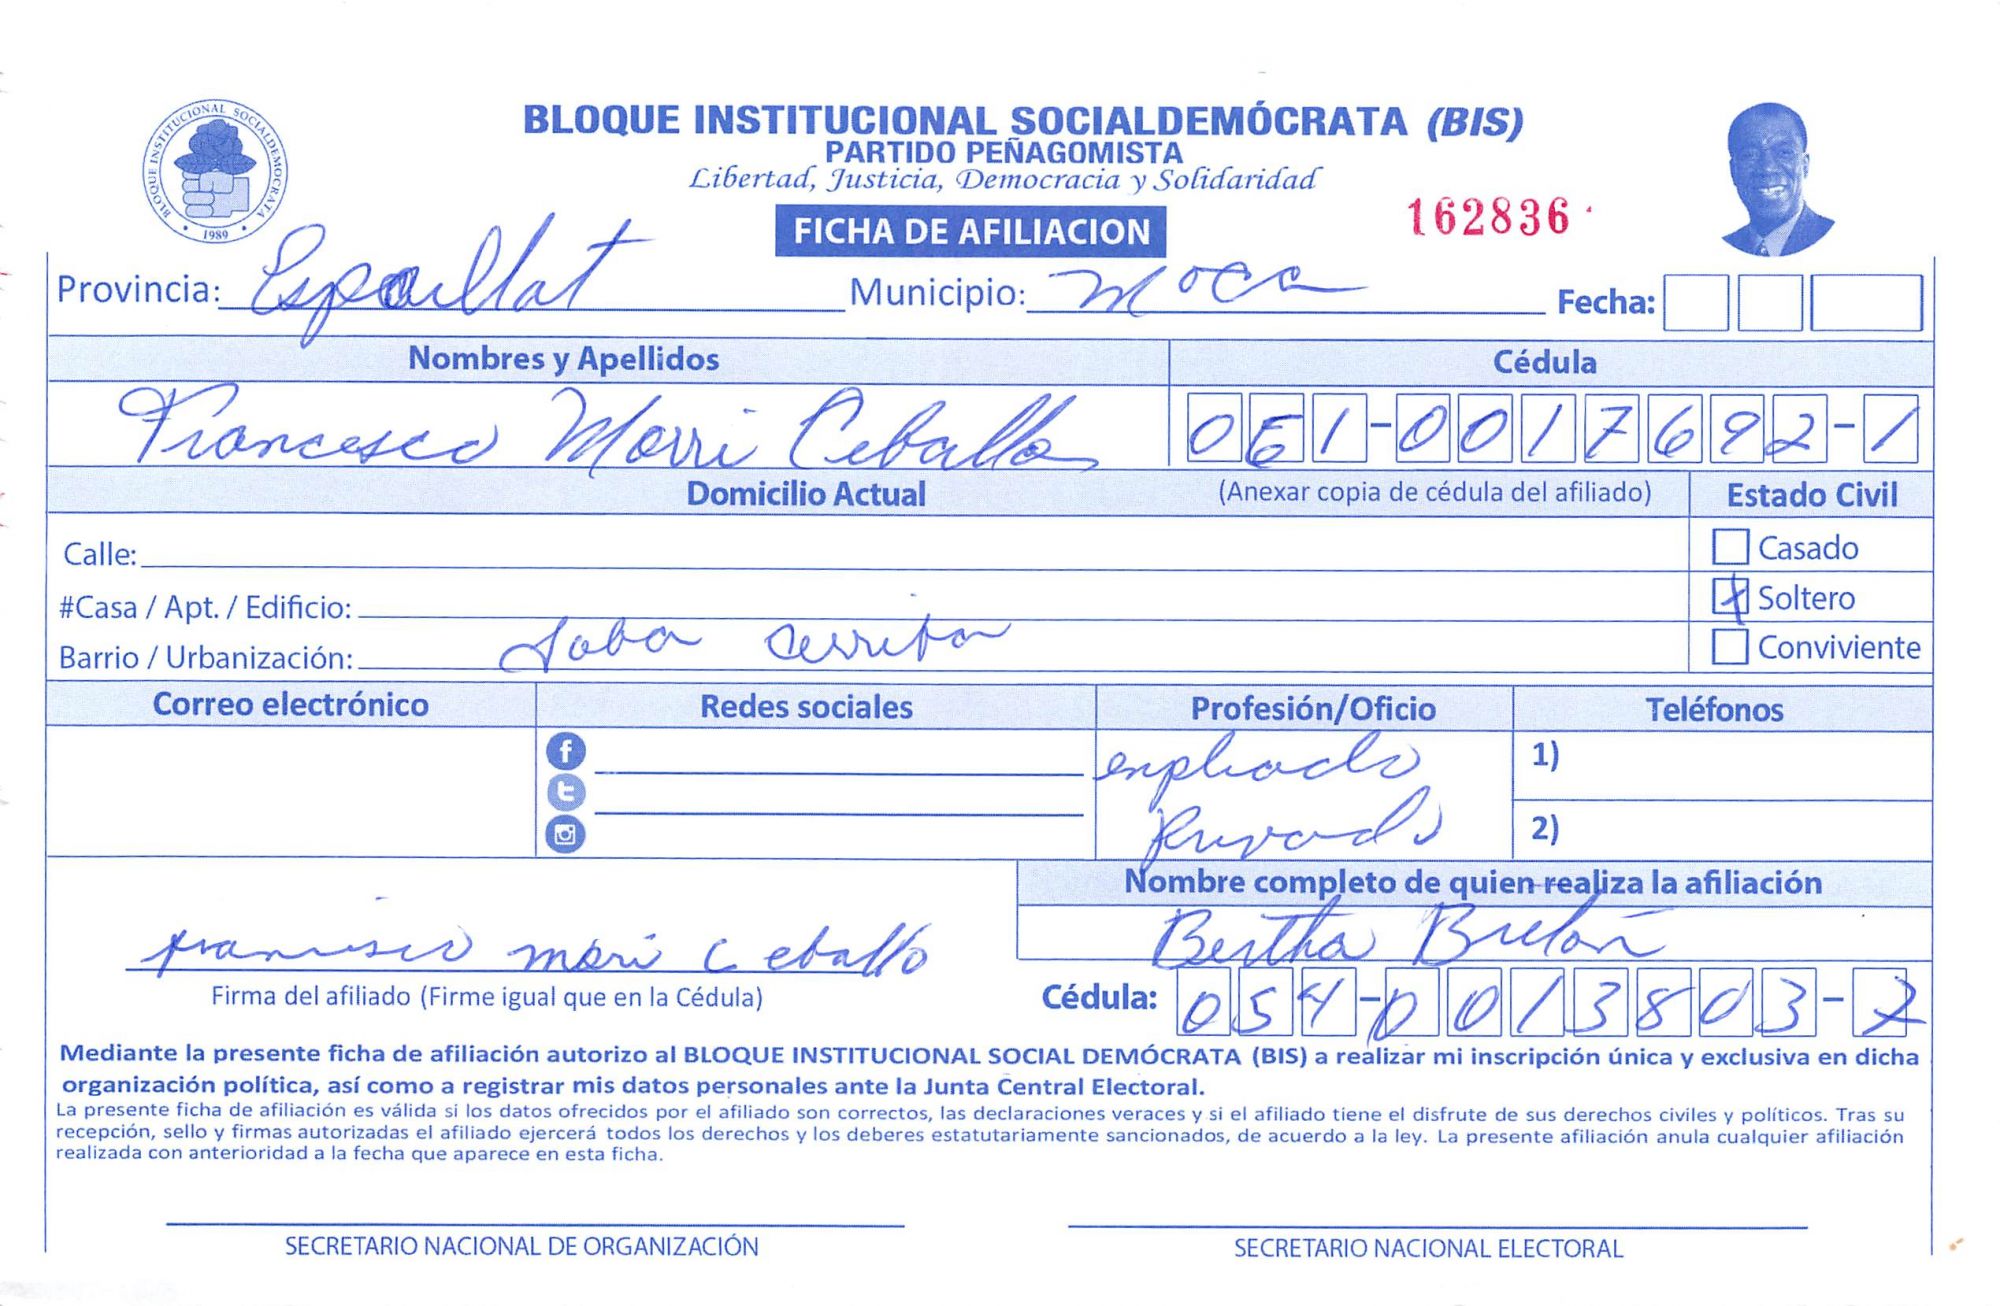 BLOQUE INSTITUCIONAL SOCIALDEMÓCRATA (BIS)
PARTIDO PEÑAGOMISTA
Libertad, Justicia, Democracia y Solidaridad
BLOQUE INSTITUCIONAL SOCIALDEMOCRATA
• 1989 •
FICHA DE AFILIACION
162836
Provincia: Espaillat Municipio: Moca Fecha:
Nombres y Apellidos Cédula
Francesco Morri Ceballo 061-0017692-1
Domicilio Actual (Anexar copia de cédula del afiliado) Estado Civil
Calle: Casado
#Casa / Apt. / Edificio: X Soltero
Barrio / Urbanización: arriba Conviviente
Correo electrónico Redes sociales Profesión/Oficio Teléfonos
empleado 1)
Privado 2)
Nombre completo de quien realiza la afiliación
Bertha Bretón
francisco mori Ceballo
Firma del afiliado (Firme igual que en la Cédula) Cédula: 054-0013803-2
Mediante la presente ficha de afiliación autorizo al BLOQUE INSTITUCIONAL SOCIAL DEMÓCRATA (BIS) a realizar mi inscripción única y exclusiva en dicha
organización política, así como a registrar mis datos personales ante la Junta Central Electoral.
La presente ficha de afiliación es válida si los datos ofrecidos por el afiliado son correctos, las declaraciones veraces y si el afiliado tiene el disfrute de sus derechos civiles y políticos. Tras su
recepción, sello y firmas autorizadas el afiliado ejercerá todos los derechos y los deberes estatutariamente sancionados, de acuerdo a la ley. La presente afiliación anula cualquier afiliación
realizada con anterioridad a la fecha que aparece en esta ficha.
SECRETARIO NACIONAL DE ORGANIZACIÓN SECRETARIO NACIONAL ELECTORAL